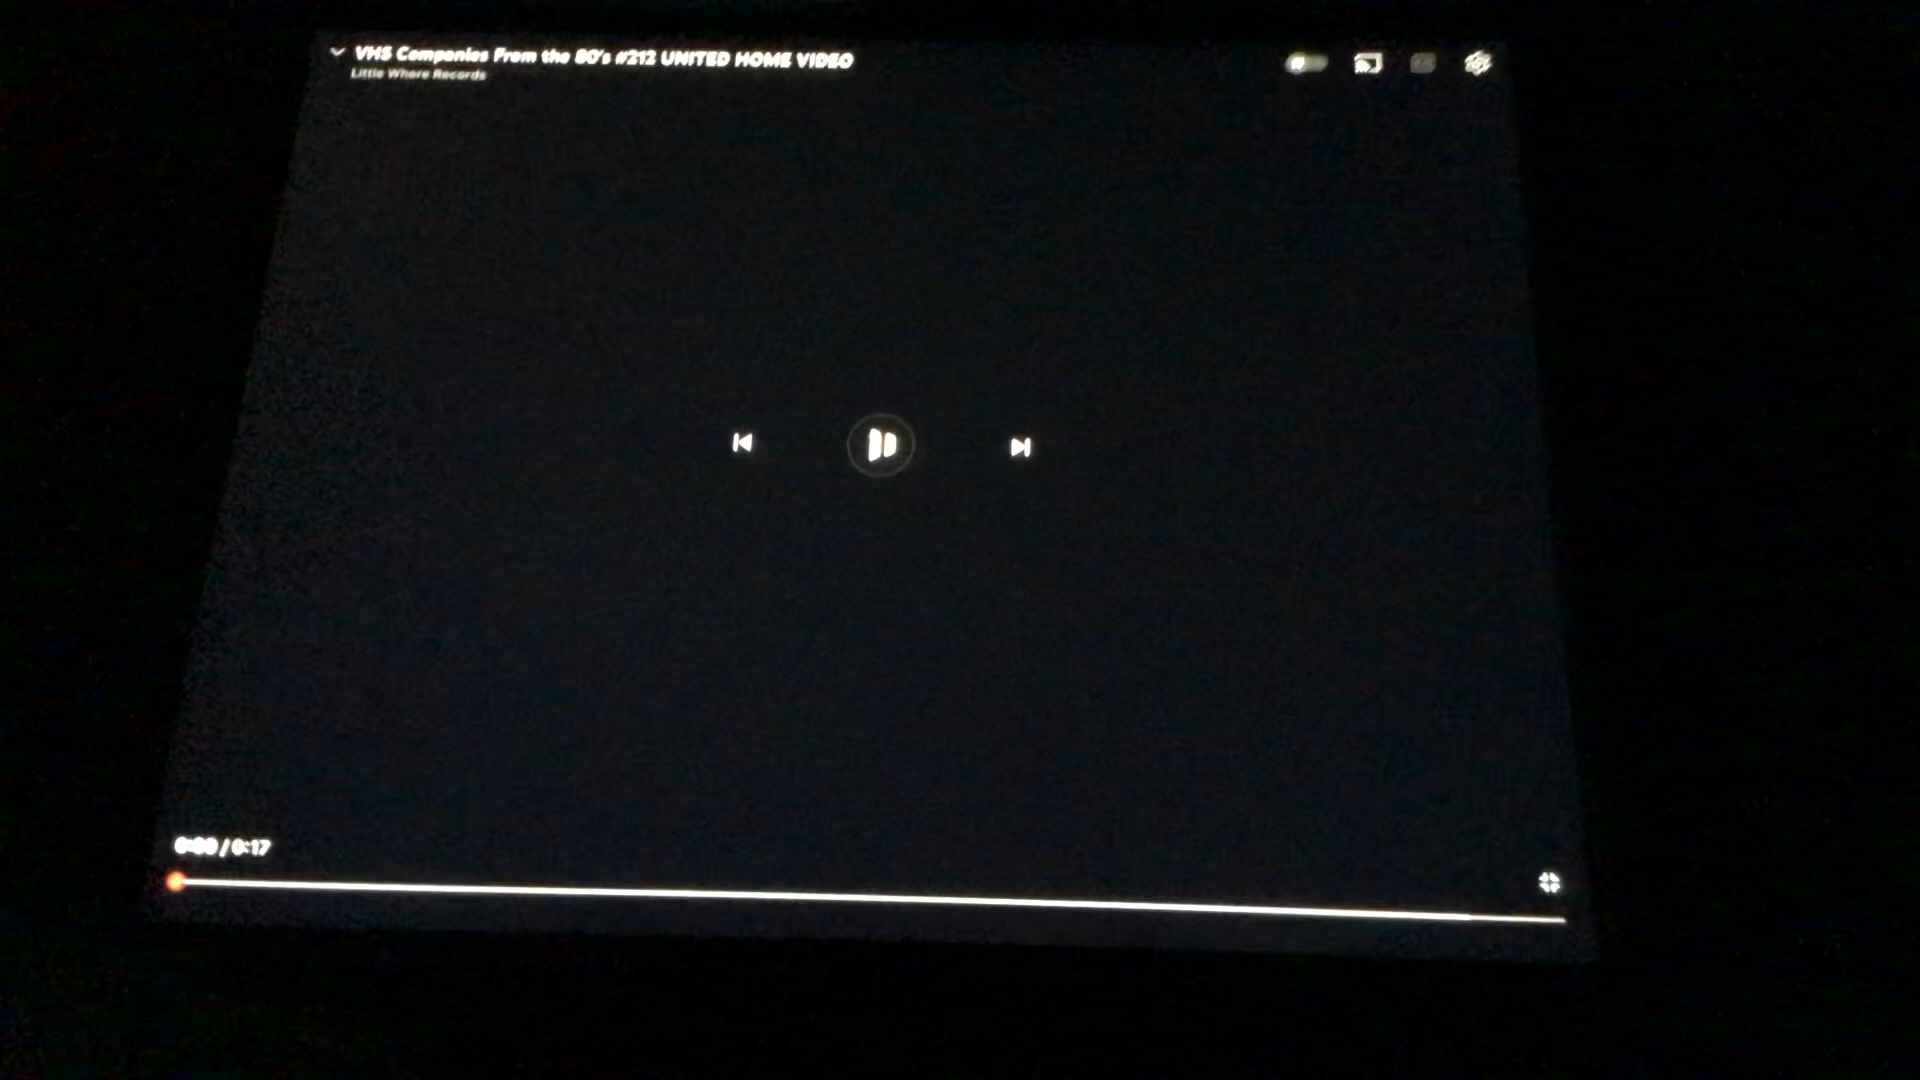 VHS Companies From the 80's #212 UNITED HOME VIDEO
Little Whore Records
0:00 / 0:17